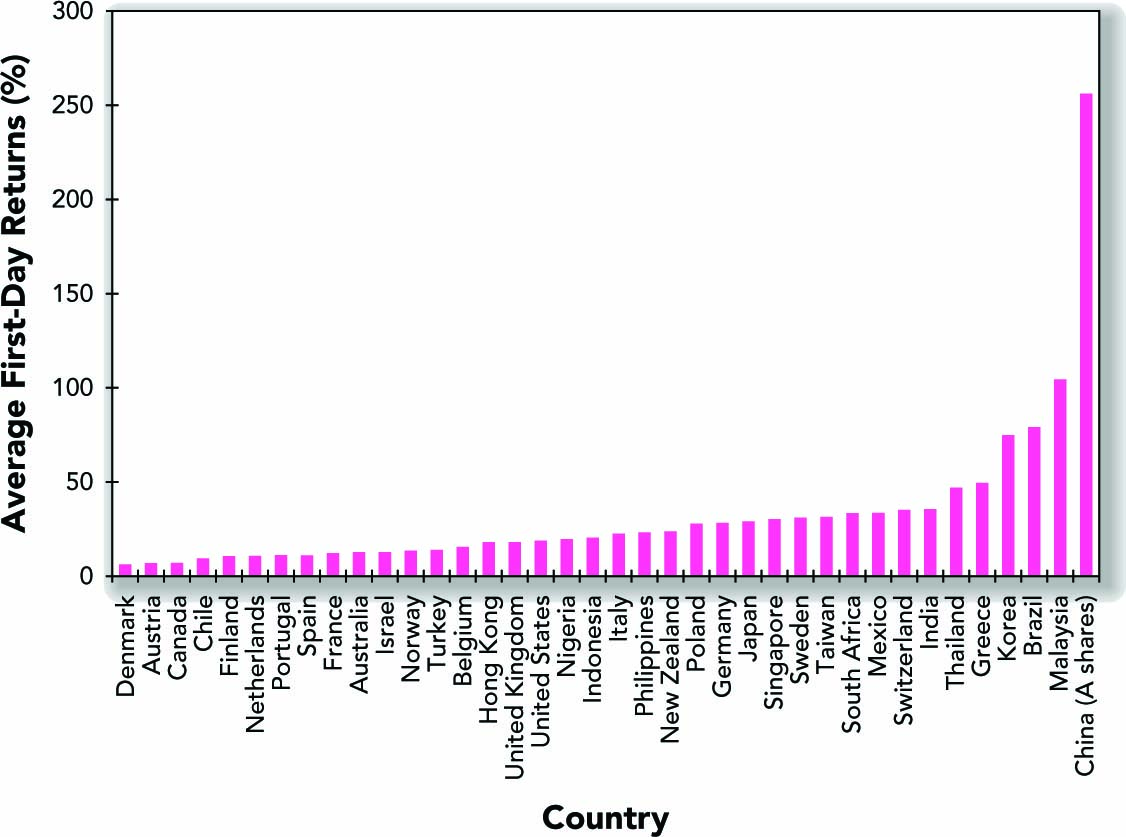 Average First-Day Returns (%)
300
250
200
150
100
50
0
Denmark
Austria
Canada
Chile
Finland
Netherlands
Portugal
Spain
France
Australia
Israel
Norway
Turkey
Belgium
Hong Kong
United Kingdom
United States
Nigeria
Indonesia
Italy
Philippines
New Zealand
Poland
Germany
Japan
Singapore
Sweden
Taiwan
South Africa
Mexico
Switzerland
India
Thailand
Greece
Korea
Brazil
Malaysia
China (A shares)
Country